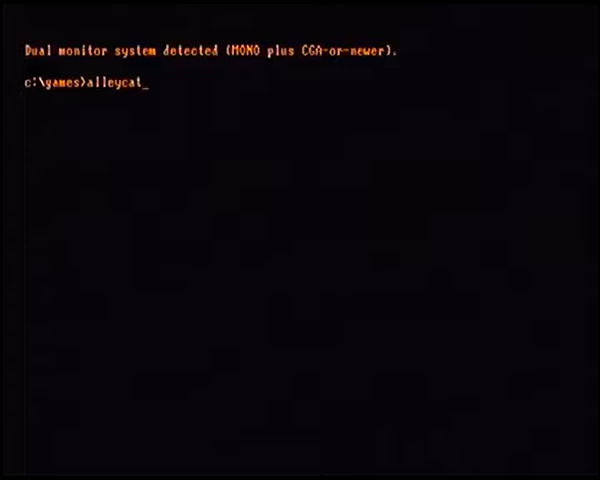 Dual monitor system detected (MONO plus CGA-or-newer).
c:\games>alleycat_